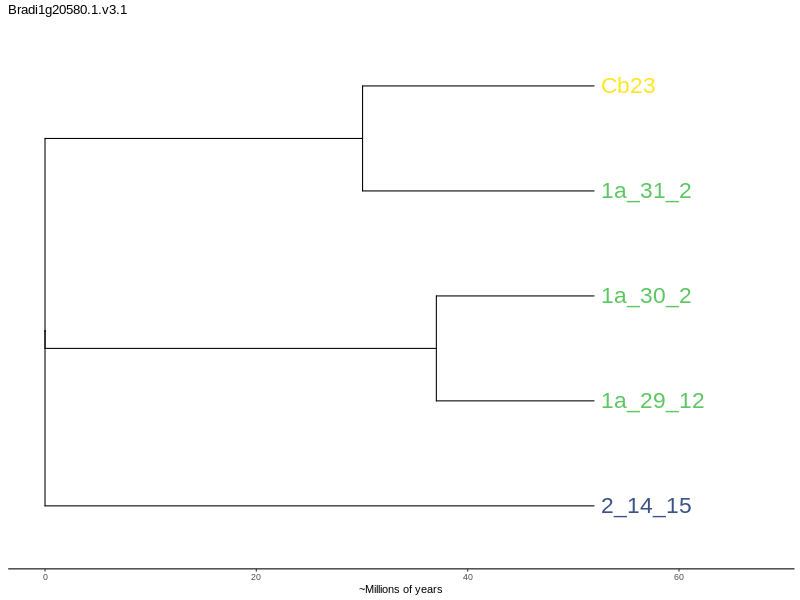 Bradi1g20580.1.v3.1
Cb23
1a_31_2
1a_30_2
1a_29_12
2_14_15
0 20 40 60
~Millions of years